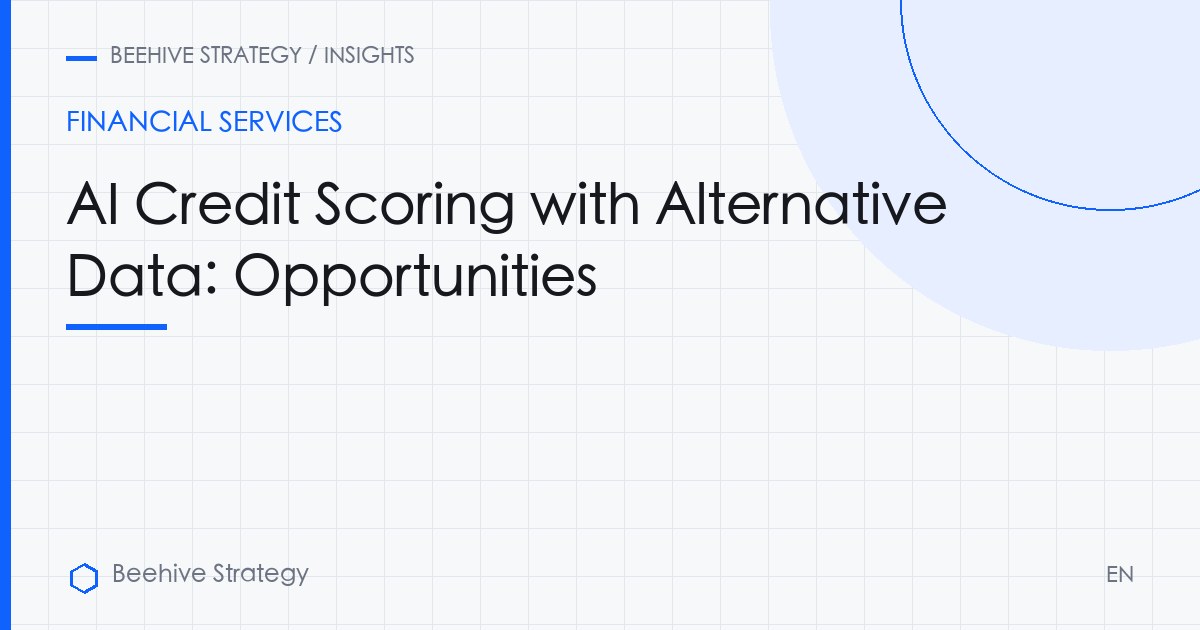 BEEHIVE STRATEGY / INSIGHTS
FINANCIAL SERVICES
AI Credit Scoring with Alternative
Data: Opportunities
Beehive Strategy
EN